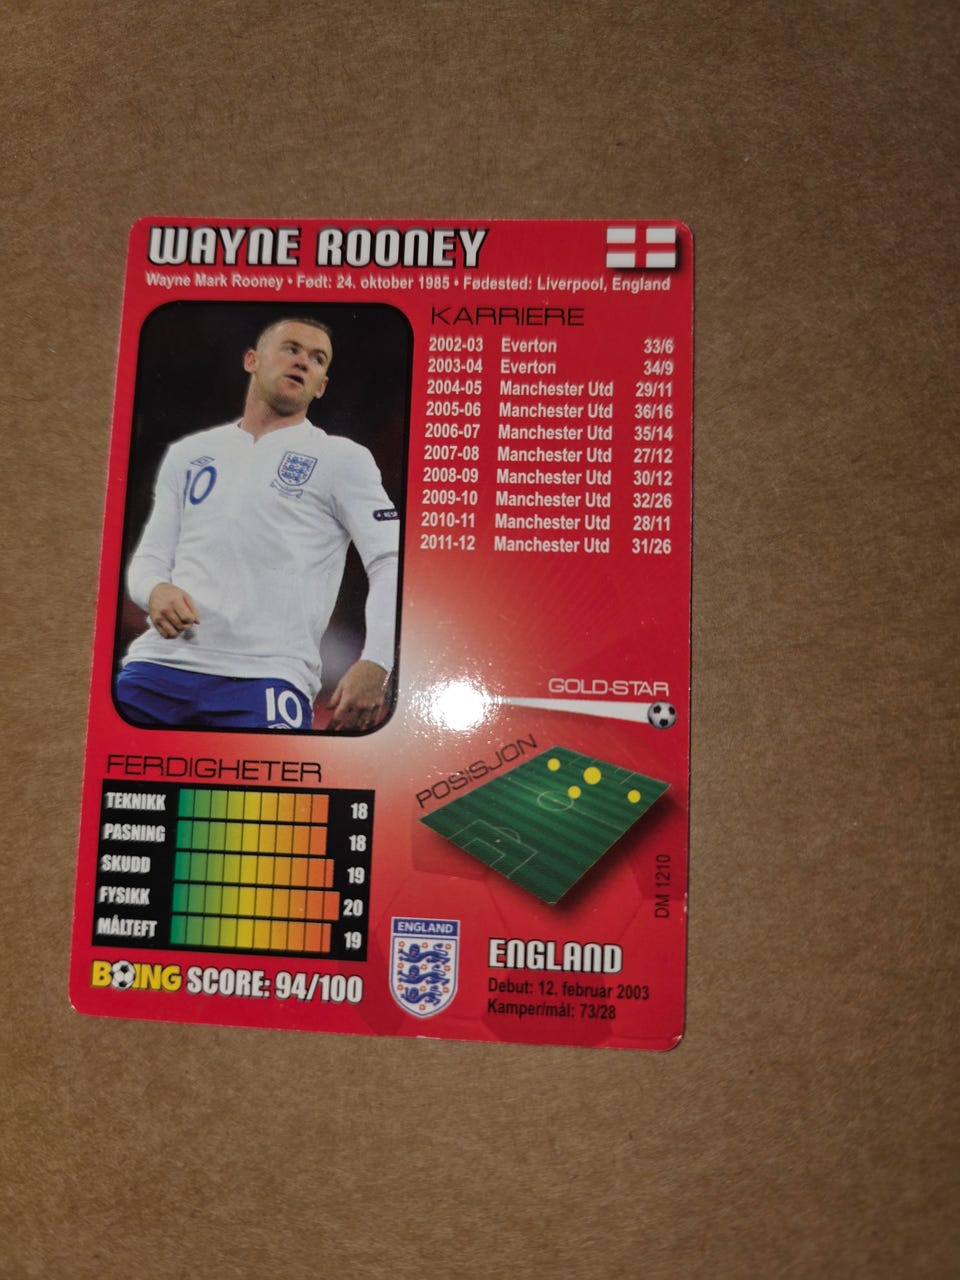 WAYNE ROONEY
Wayne Mark Rooney • Født: 24. oktober 1985 • Fødested: Liverpool, England
KARRIERE
2002-03 Everton 33/6
2003-04 Everton 34/9
2004-05 Manchester Utd 29/11
2005-06 Manchester Utd 36/16
2006-07 Manchester Utd 35/14
2007-08 Manchester Utd 27/12
2008-09 Manchester Utd 30/12
2009-10 Manchester Utd 32/26
2010-11 Manchester Utd 28/11
2011-12 Manchester Utd 31/26
10
10
GOLD-STAR
POSISJON
FERDIGHETER
TEKNIKK 18
PASNING 18
SKUDD 19
FYSIKK 20
MÅLTEFT 19
BOING SCORE: 94/100
ENGLAND
ENGLAND
Debut: 12. februar 2003
Kamper/mål: 73/28
DM 1210